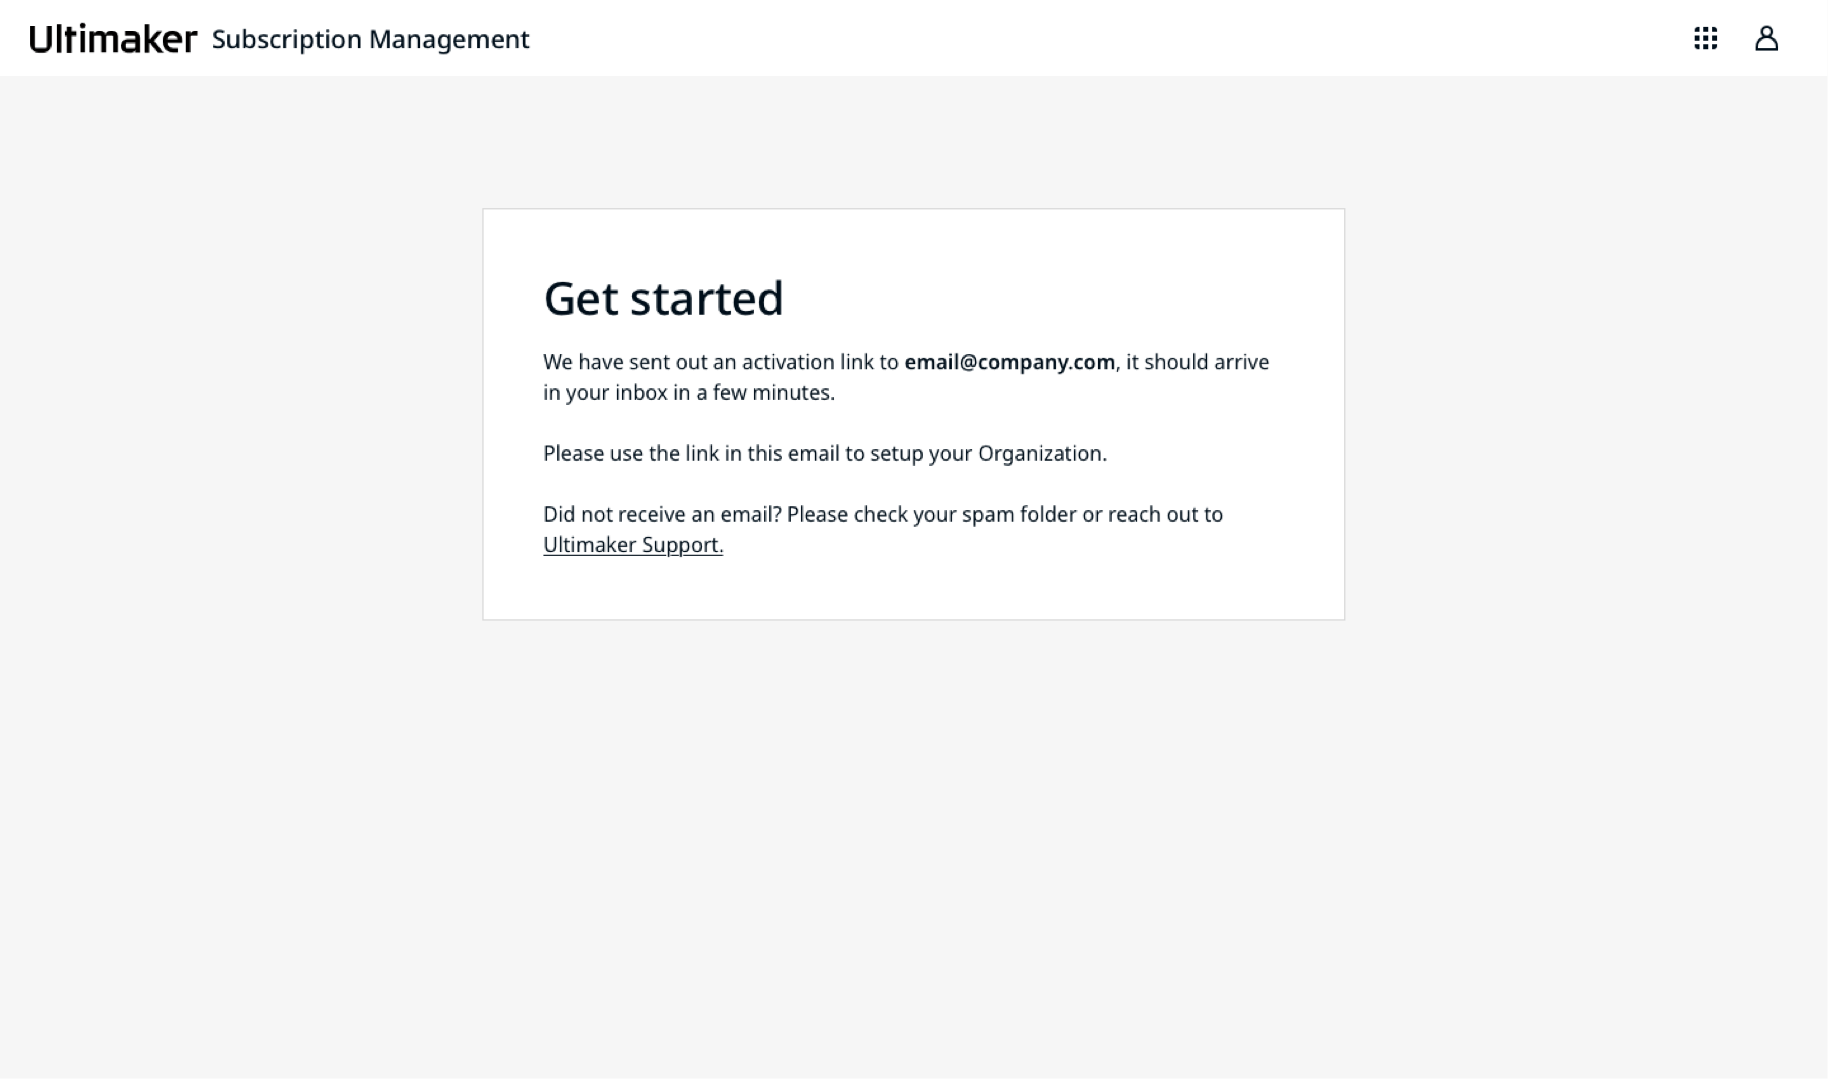 Ultimaker Subscription Management
Get started
We have sent out an activation link to email@company.com, it should arrive
in your inbox in a few minutes.
Please use the link in this email to setup your Organization.
Did not receive an email? Please check your spam folder or reach out to
Ultimaker Support.